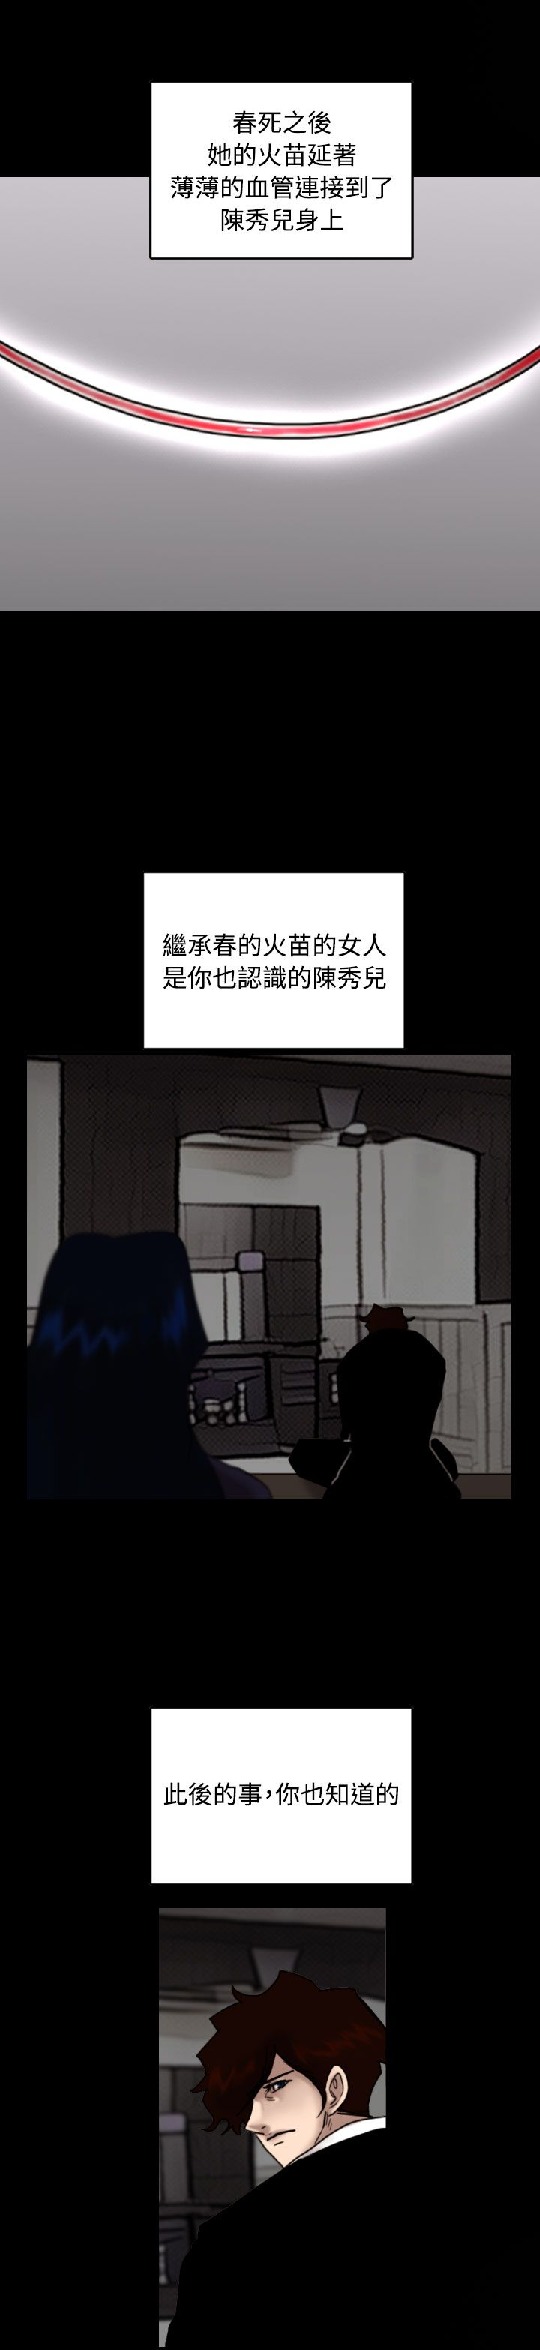 春死之後
她的火苗延著
薄薄的血管連接到了
陳秀兒身上
繼承春的火苗的女人
是你也認識的陳秀兒
此後的事，你也知道的